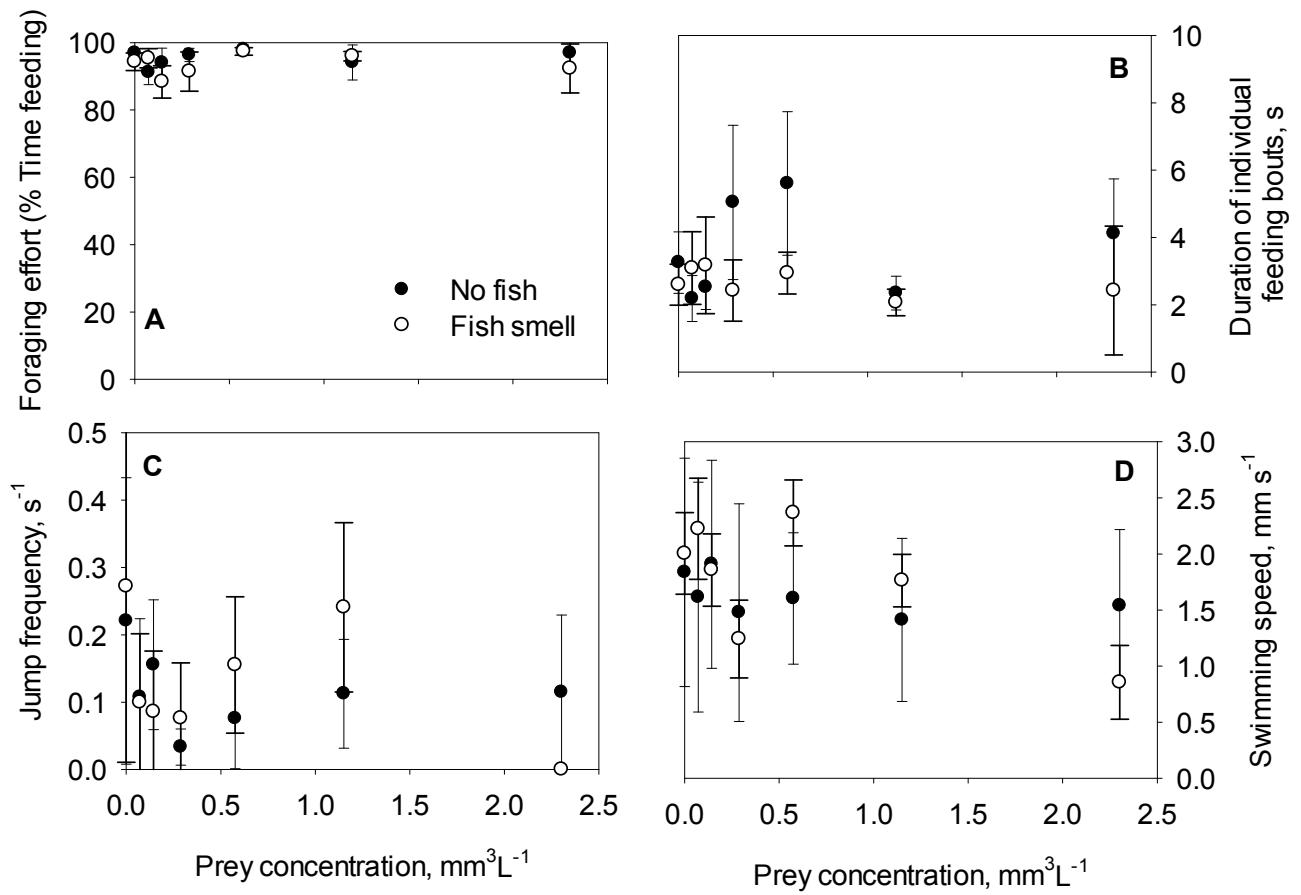 Foraging effort (% Time feeding)
100
80
60
40
20
0
A
No fish
Fish smell
B
10
8
6
4
2
0
Duration of individual
feeding bouts, s
Jump frequency, s⁻¹
0.5
0.4
0.3
0.2
0.1
0.0
C
0.0 0.5 1.0 1.5 2.0 2.5
Prey concentration, mm³L⁻¹
D
3.0
2.5
2.0
1.5
1.0
0.5
0.0
Swimming speed, mm s⁻¹
0.0 0.5 1.0 1.5 2.0 2.5
Prey concentration, mm³L⁻¹